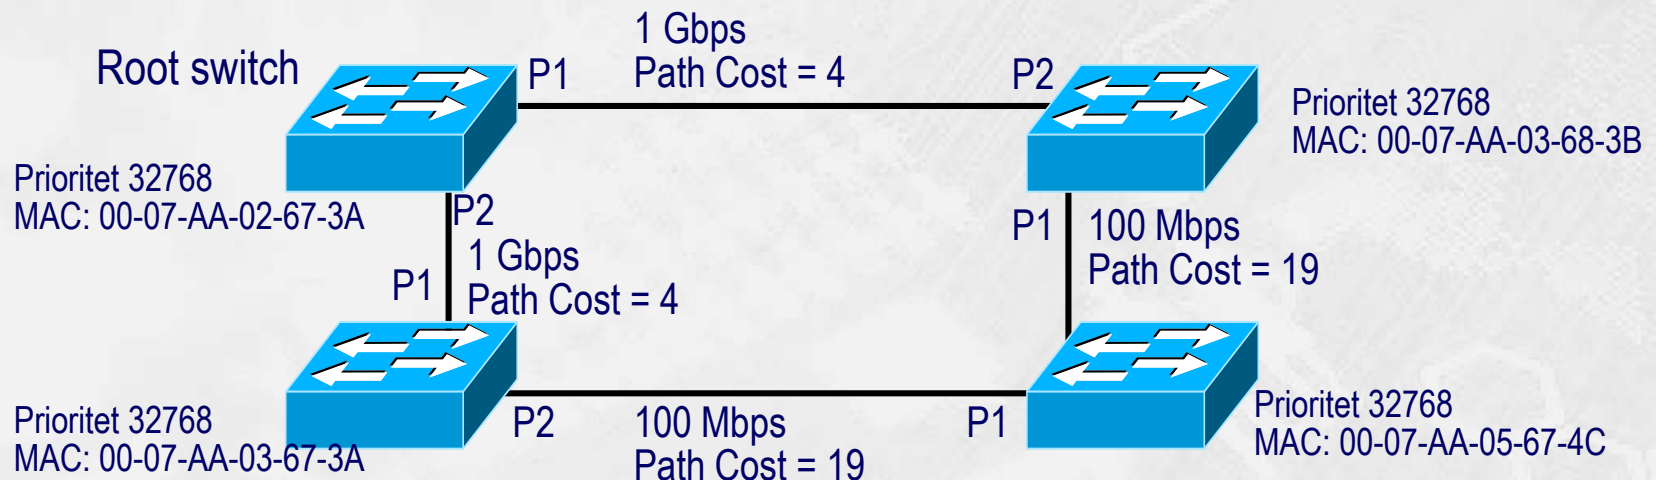 Root switch
P1
1 Gbps
Path Cost = 4
P2
Prioritet 32768
MAC: 00-07-AA-03-68-3B
Prioritet 32768
MAC: 00-07-AA-02-67-3A
P2
1 Gbps
Path Cost = 4
P1
P1
100 Mbps
Path Cost = 19
Prioritet 32768
MAC: 00-07-AA-03-67-3A
P2
100 Mbps
Path Cost = 19
P1
Prioritet 32768
MAC: 00-07-AA-05-67-4C